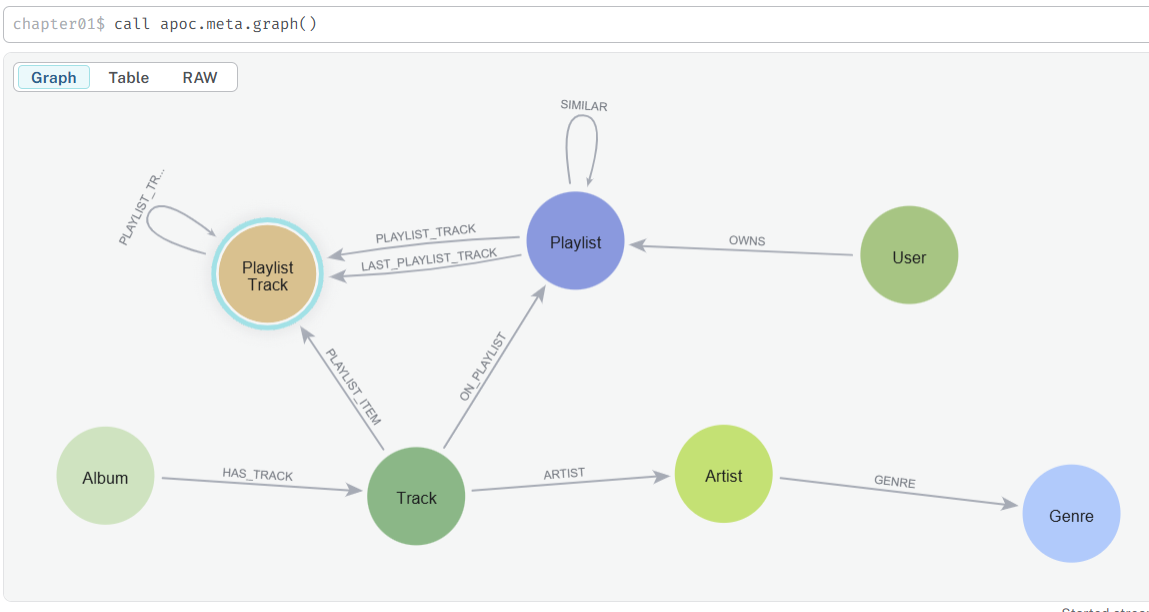 chapter01$ call apoc.meta.graph()
Graph Table RAW
SIMILAR
PLAYLIST_TR...
PLAYLIST_TRACK
LAST_PLAYLIST_TRACK
Playlist
OWNS
User
Playlist
Track
PLAYLIST_ITEM
ON_PLAYLIST
Album
HAS_TRACK
Track
ARTIST
Artist
GENRE
Genre